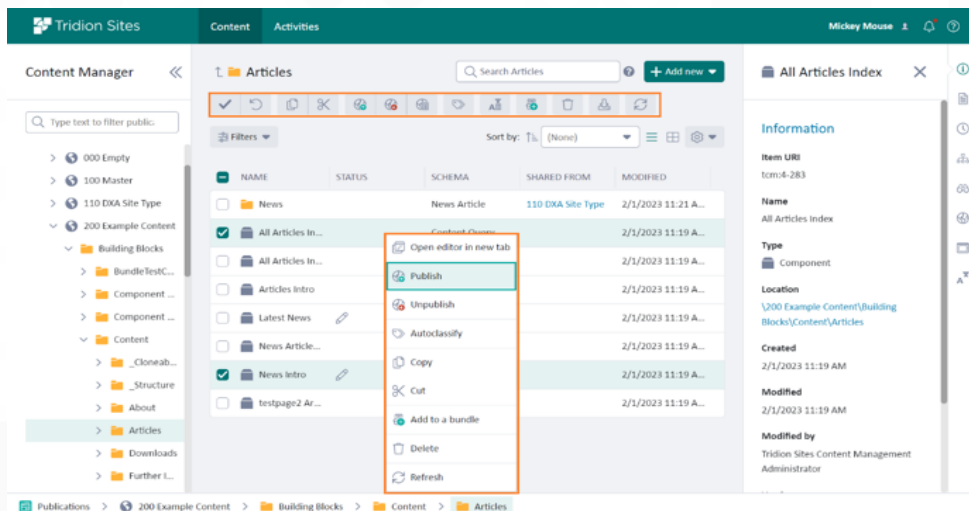 Tridion Sites
Content
Activities
Mickey Mouse
Content Manager
Type text to filter public.
000 Empty
100 Master
110 DXA Site Type
200 Example Content
Building Blocks
BundleTestC...
Component ...
Component ...
Content
_Cloneab...
_Structure
About
Articles
Downloads
Further I...
Articles
Search Articles
Add new
Filters
Sort by:
(None)
NAME STATUS SCHEMA SHARED FROM MODIFIED
News News Article 110 DXA Site Type 2/1/2023 11:21 A...
All Articles In... Content Query 2/1/2023 11:19 A...
All Articles In... 2/1/2023 11:19 A...
Articles Intro 2/1/2023 11:19 A...
Latest News 2/1/2023 11:19 A...
News Article... 2/1/2023 11:19 A...
News Intro 2/1/2023 11:19 A...
testpage2 Ar... 2/1/2023 11:19 A...
Open editor in new tab
Publish
Unpublish
Autoclassify
Copy
Cut
Add to a bundle
Delete
Refresh
All Articles Index
Information
Item URI
tcm:4-283
Name
All Articles Index
Type
Component
Location
\200 Example Content\Building
Blocks\Content\Articles
Created
2/1/2023 11:19 AM
Modified
2/1/2023 11:19 AM
Modified by
Tridion Sites Content Management
Administrator
Publications > 200 Example Content > Building Blocks > Content > Articles